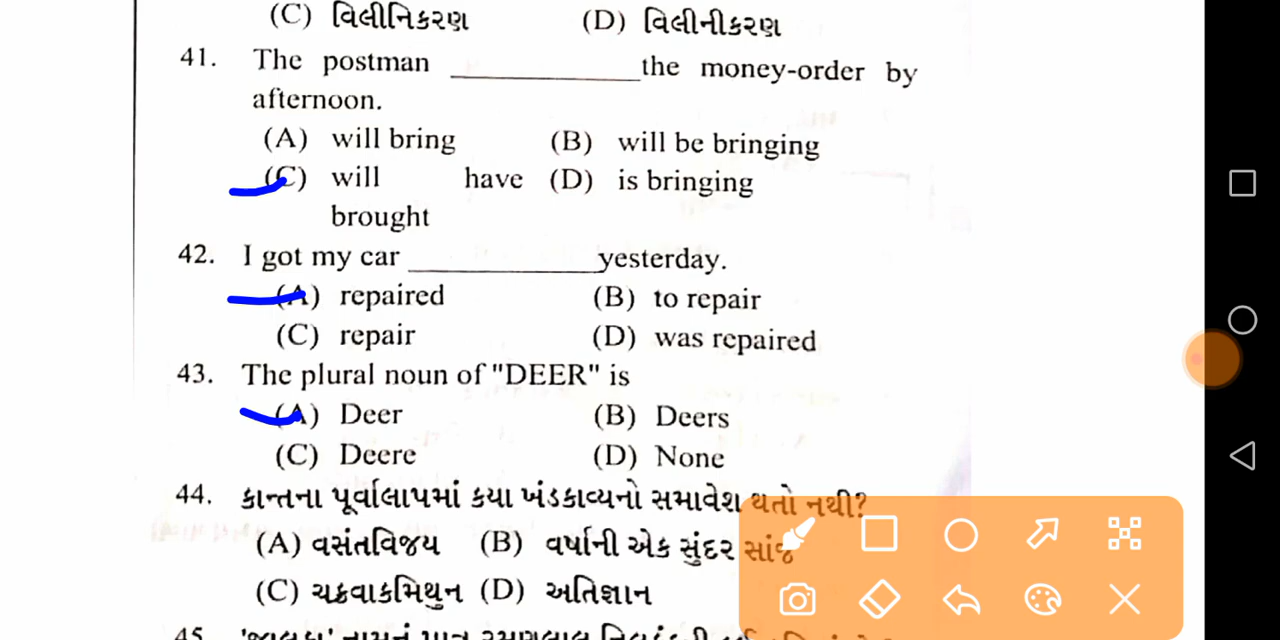 (C) વિલીનિકરણ (D) વિલીનીકરણ
41. The postman ____________ the money-order by
afternoon.
(A) will bring (B) will be bringing
(C) will have (D) is bringing
brought
42. I got my car ____________ yesterday.
(A) repaired (B) to repair
(C) repair (D) was repaired
43. The plural noun of "DEER" is
(A) Deer (B) Deers
(C) Deere (D) None
44. કાન્તના પૂર્વાલાપમાં કયા ખંડકાવ્યનો સમાવેશ થતો નથી?
(A) વસંતવિજય (B) વર્ષાની એક સુંદર સાંજ
(C) ચક્રવાકમિથુન (D) અતિજ્ઞાન
45.